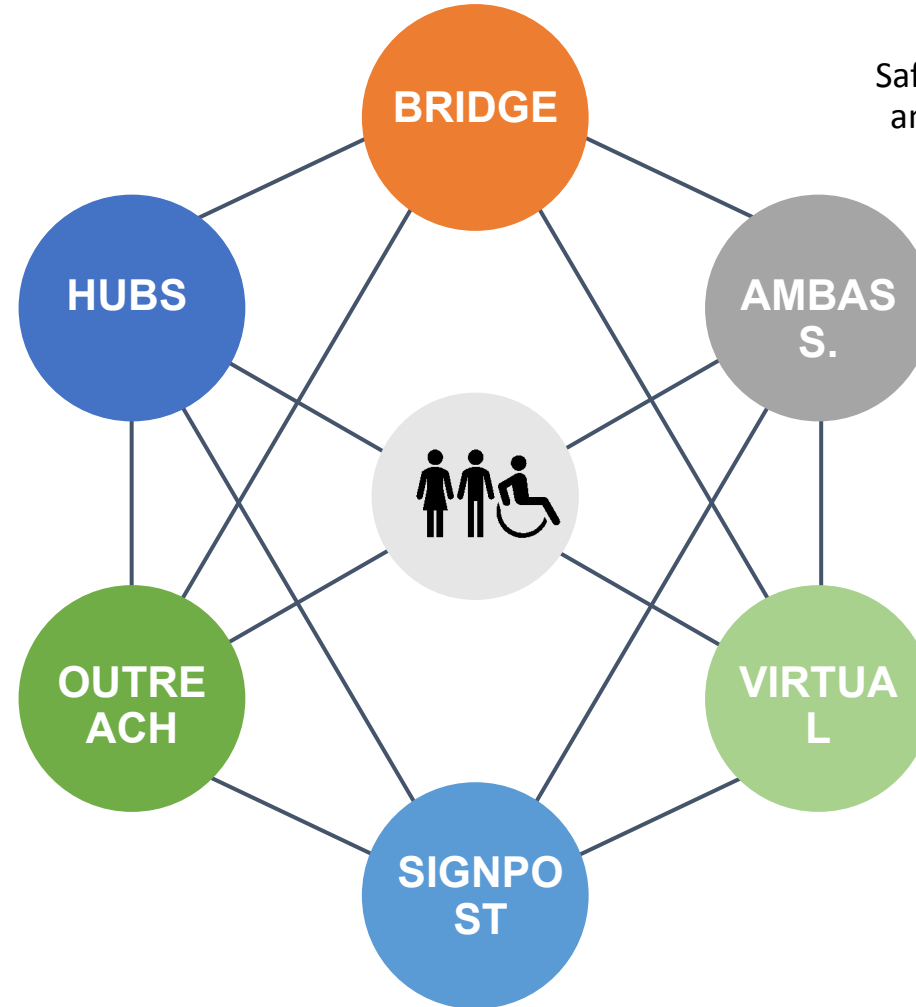 BRIDGE
HUBS
AMBAS
S.
OUTRE
ACH
VIRTUA
L
SIGNPO
ST